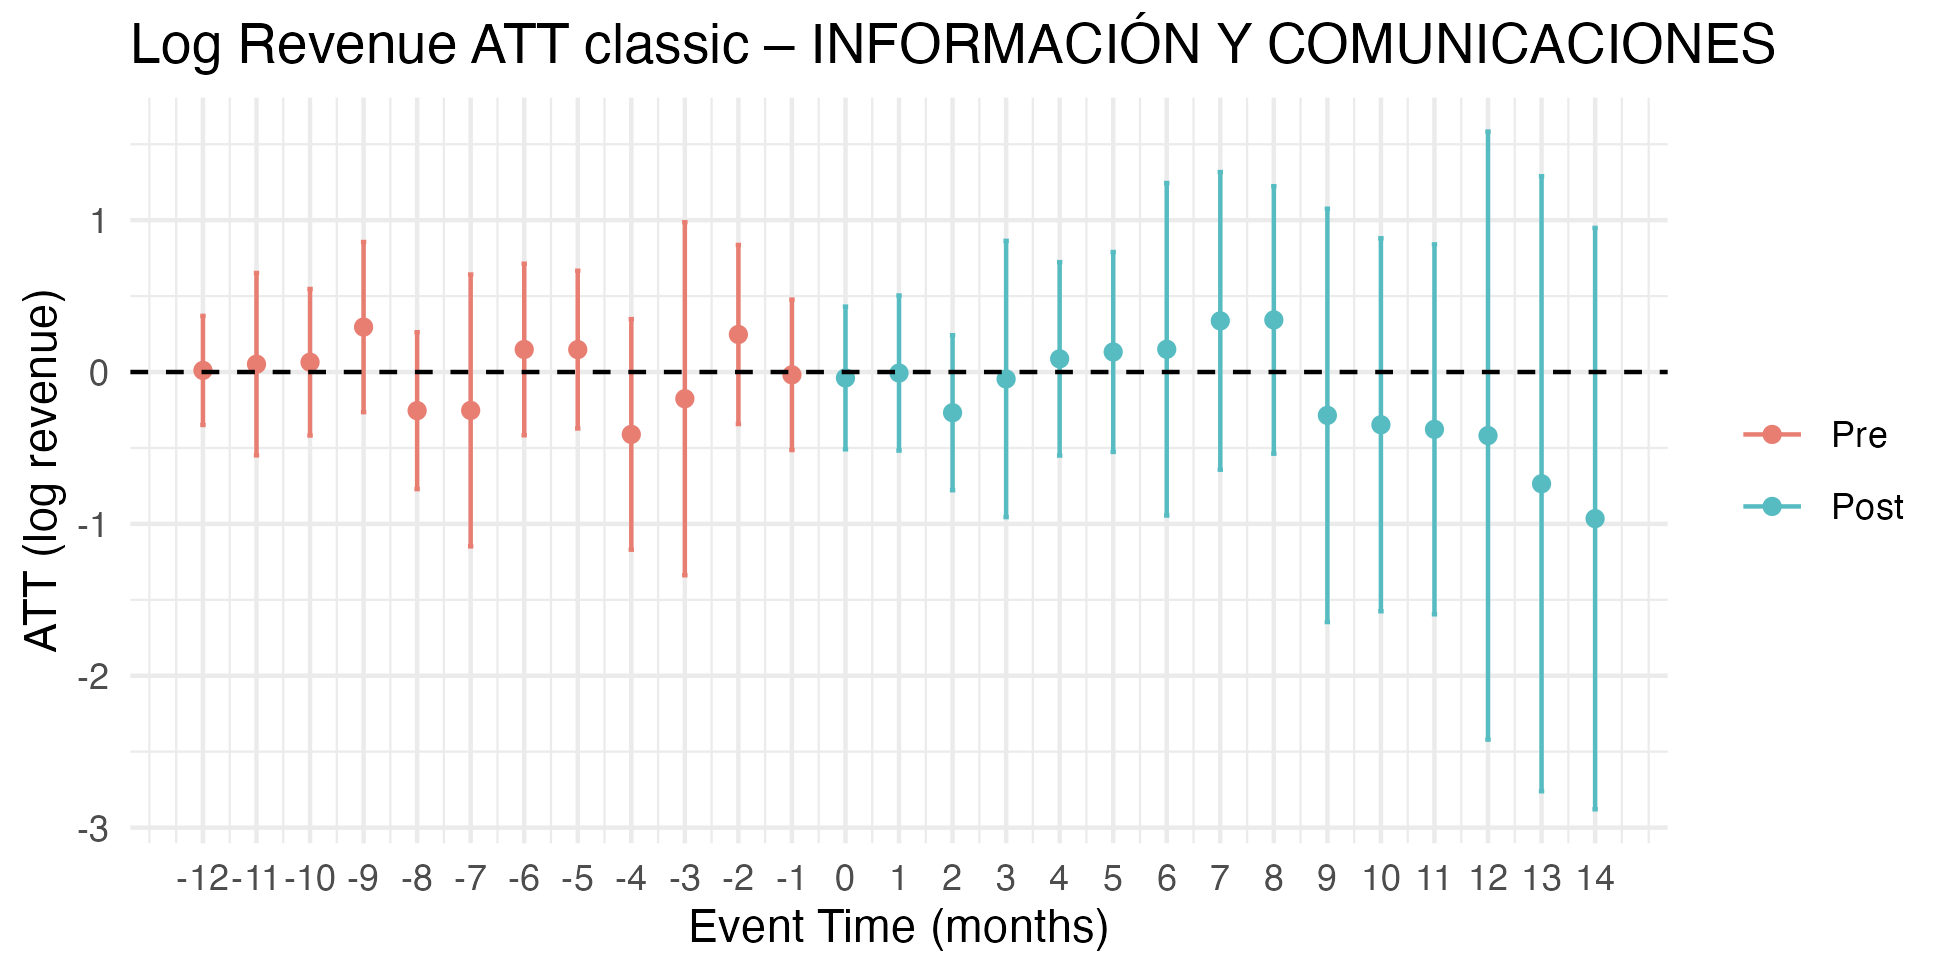 Log Revenue ATT classic – INFORMACIÓN Y COMUNICACIONES
ATT (log revenue)
1
0
-1
-2
-3
-12 -11 -10 -9 -8 -7 -6 -5 -4 -3 -2 -1 0 1 2 3 4 5 6 7 8 9 10 11 12 13 14
Event Time (months)
Pre
Post